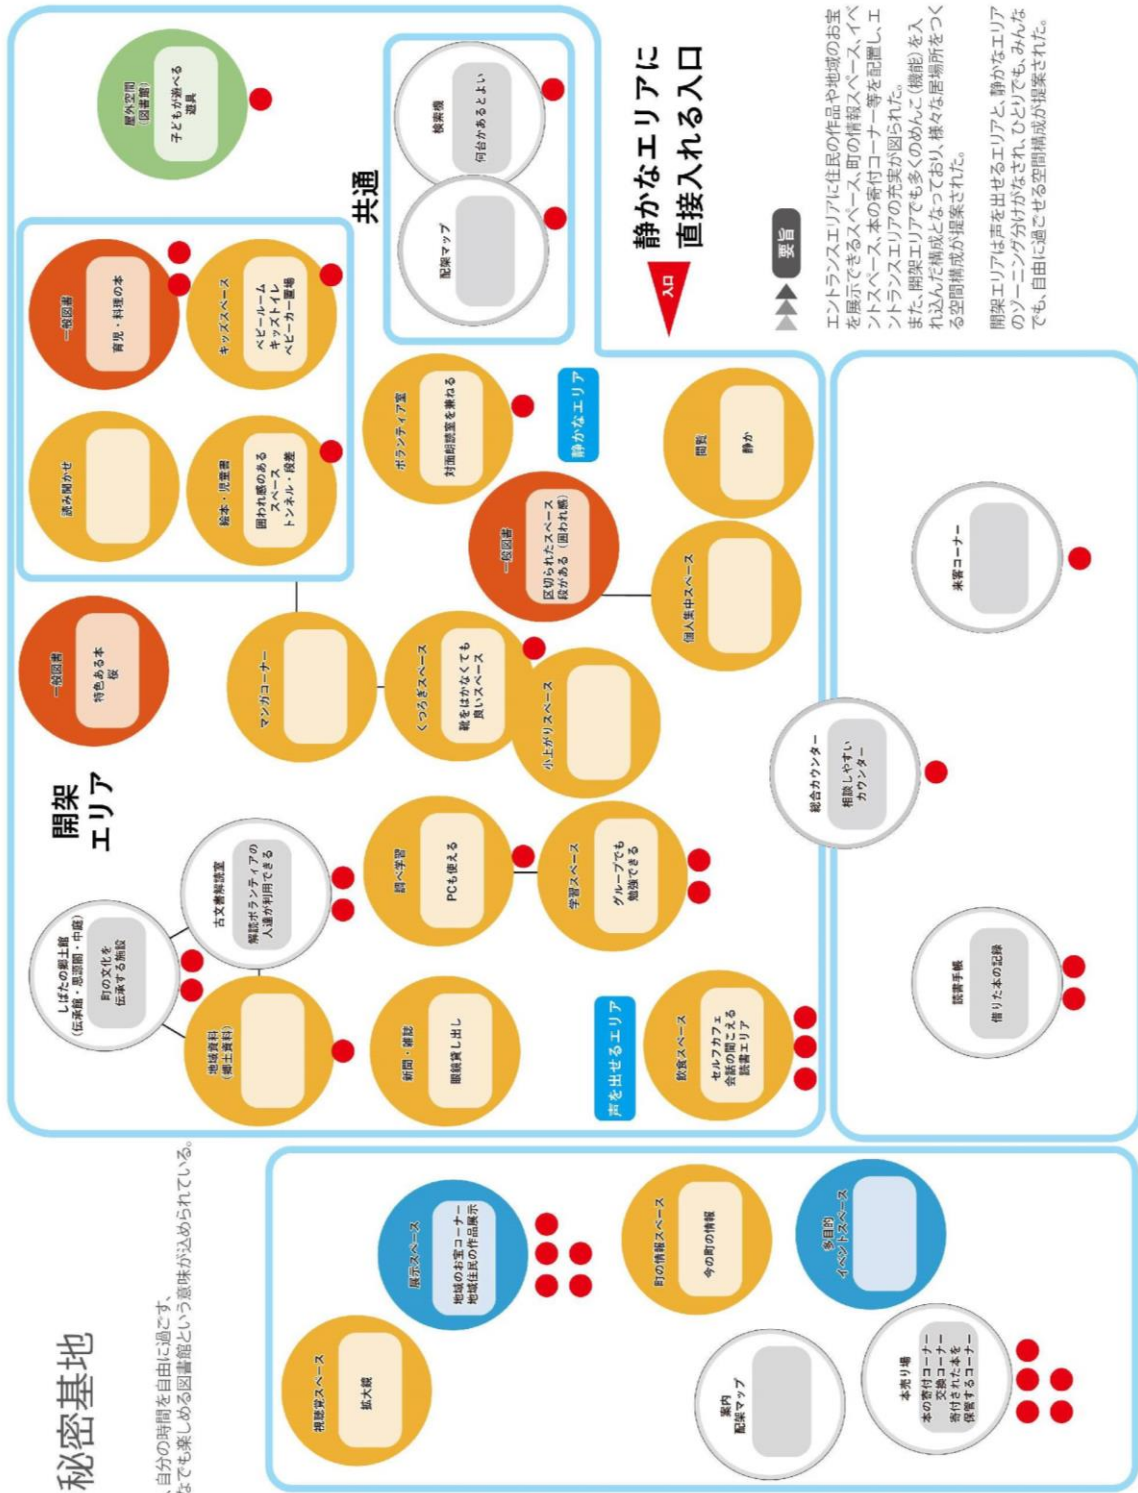 秘密基地
、自分の時間を自由に過ごす、
なでも楽しめる図書館という意味が込められている。
視聴覚スペース
拡大鏡
展示スペース
地域のお宝コーナー
地域住民の作品展示
町の情報スペース
今の町の情報
案内
配架マップ
多目的
イベントスペース
本売り場
本の寄付コーナー
交換コーナー
寄付された本を
保管するコーナー
開架
エリア
しばたの郷土館
(伝承館・思源閣・中庭)
町の文化を
伝承する施設
古文書解読室
解読ボランティアの
人達が利用できる
地域資料
(郷土資料)
新聞・雑誌
眼鏡貸し出し
調べ学習
PCも使える
学習スペース
グループでも
勉強できる
声を出せるエリア
飲食スペース
セルフカフェ
会話の聞こえる
読書エリア
一般図書
特色ある本
桜
マンガコーナー
くつろぎスペース
靴をはかなくても
良いスペース
小上がりスペース
読み聞かせ
一般図書
育児・料理の本
絵本・児童書
囲われ感のある
スペース
トンネル・段差
キッズスペース
ベビールーム
キッズトイレ
ベビーカー置場
屋外空間
(図書館)
子どもが遊べる
遊具
共通
配架マップ
検索機
何台かあるとよい
ボランティア室
対面朗読室を兼ねる
静かなエリア
一般図書
区切られたスペース
段がある(囲われ感)
個人集中スペース
閲覧
静か
入口
静かなエリアに
直接入れる入口
総合カウンター
相談しやすい
カウンター
読書手帳
借りた本の記録
来客コーナー
要旨
エントランスエリアに住民の作品や地域のお宝
を展示できるスペース、町の情報スペース、イベ
ントスペース、本の寄付コーナー等を配置し、エ
ントランスエリアの充実が図られた。
また、開架エリアでも多くのめんこ(機能)を入
れ込んだ構成となっており、様々な居場所をつく
る空間構成が提案された。
開架エリアは声を出せるエリアと、静かなエリア
のゾーニング分けがなされ、ひとりでも、みんな
でも、自由に過ごせる空間構成が提案された。